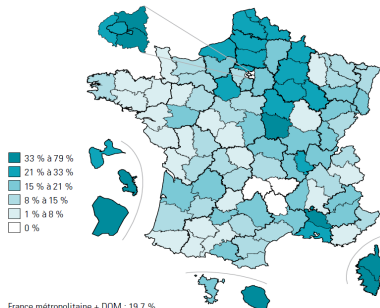 33 % à 79 %
21 % à 33 %
15 % à 21 %
8 % à 15 %
1 % à 8 %
0 %
France métropolitaine + DOM : 19,7 %